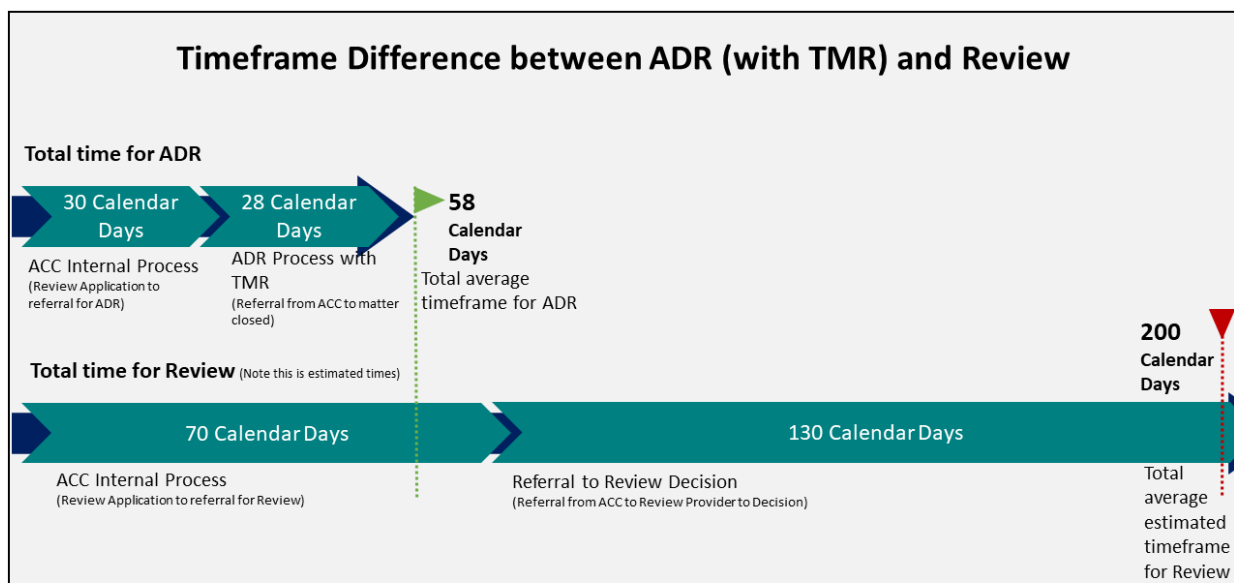 Timeframe Difference between ADR (with TMR) and Review
Total time for ADR
30 Calendar
Days
28 Calendar
Days
58
Calendar
Days
ACC Internal Process
(Review Application to
referral for ADR)
ADR Process with
TMR
(Referral from ACC to matter
closed)
Total average
timeframe for ADR
Total time for Review (Note this is estimated times)
200
Calendar
Days
70 Calendar Days
130 Calendar Days
ACC Internal Process
(Review Application to referral for Review)
Referral to Review Decision
(Referral from ACC to Review Provider to Decision)
Total
average
estimated
timeframe
for Review